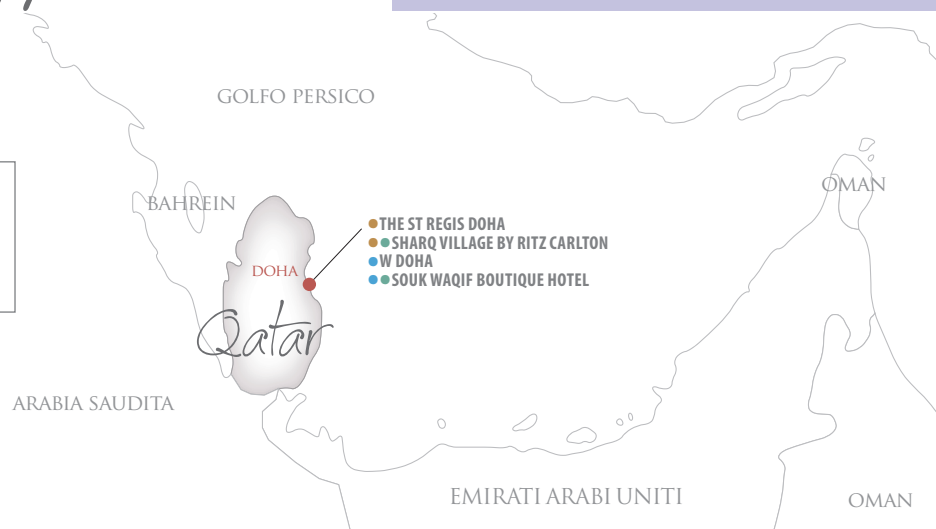 GOLFO PERSICO
OMAN
BAHREIN
THE ST REGIS DOHA
SHARQ VILLAGE BY RITZ CARLTON
W DOHA
SOUK WAQIF BOUTIQUE HOTEL
DOHA
Qatar
ARABIA SAUDITA
EMIRATI ARABI UNITI
OMAN